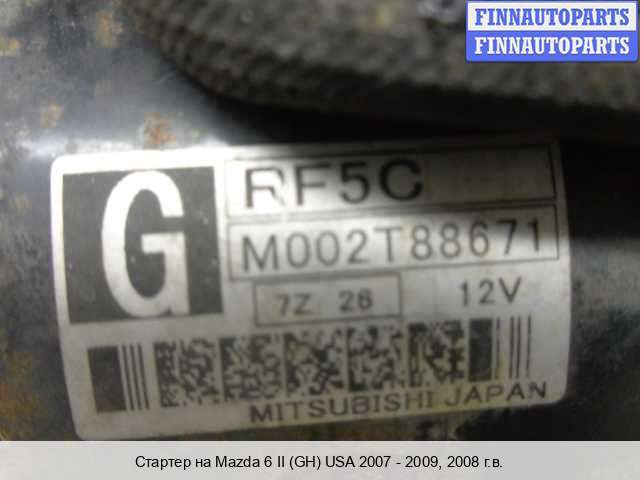 FINNAUTOPARTS
FINNAUTOPARTS
G
RF5C
M002T88671
7Z 26
12V
MITSUBISHI JAPAN
Стартер на Mazda 6 II (GH) USA 2007 - 2009, 2008 г.в.